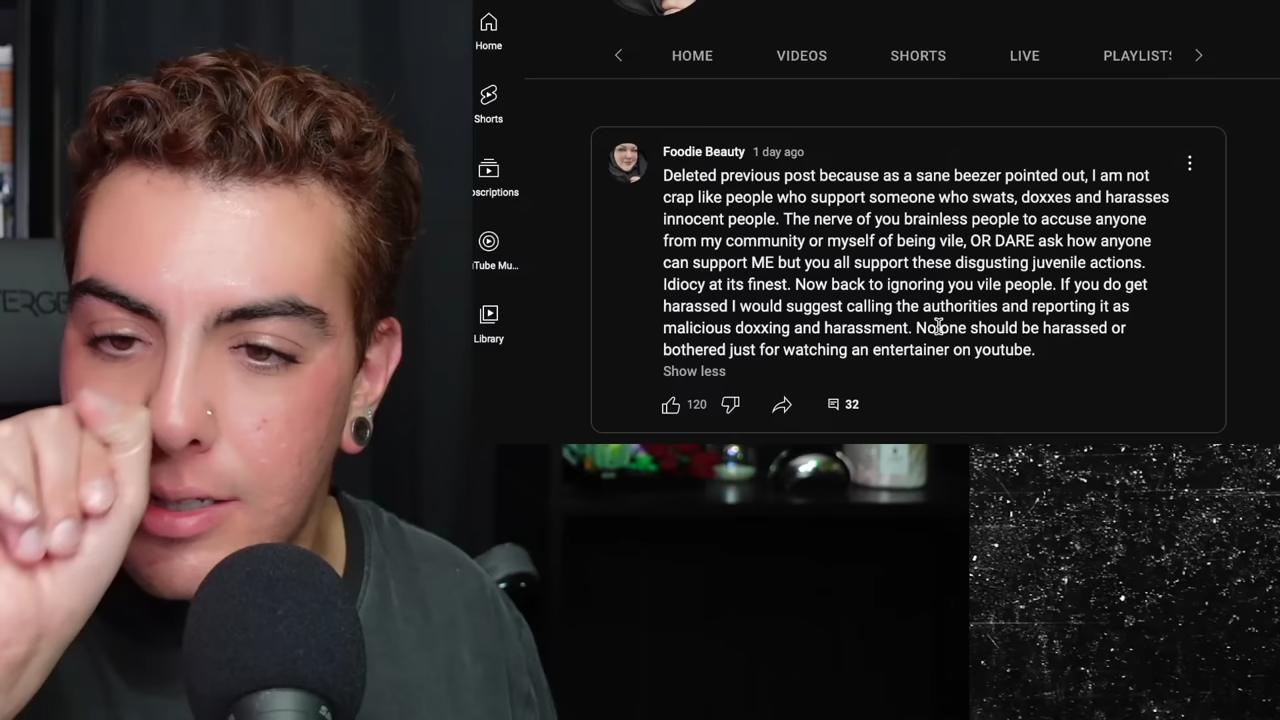 Home
Shorts
bscriptions
uTube Mu...
Library
HOME VIDEOS SHORTS LIVE PLAYLISTS
Foodie Beauty 1 day ago
Deleted previous post because as a sane beezer pointed out, I am not
crap like people who support someone who swats, doxxes and harasses
innocent people. The nerve of you brainless people to accuse anyone
from my community or myself of being vile, OR DARE ask how anyone
can support ME but you all support these disgusting juvenile actions.
Idiocy at its finest. Now back to ignoring you vile people. If you do get
harassed I would suggest calling the authorities and reporting it as
malicious doxxing and harassment. No one should be harassed or
bothered just for watching an entertainer on youtube.
Show less
120 32